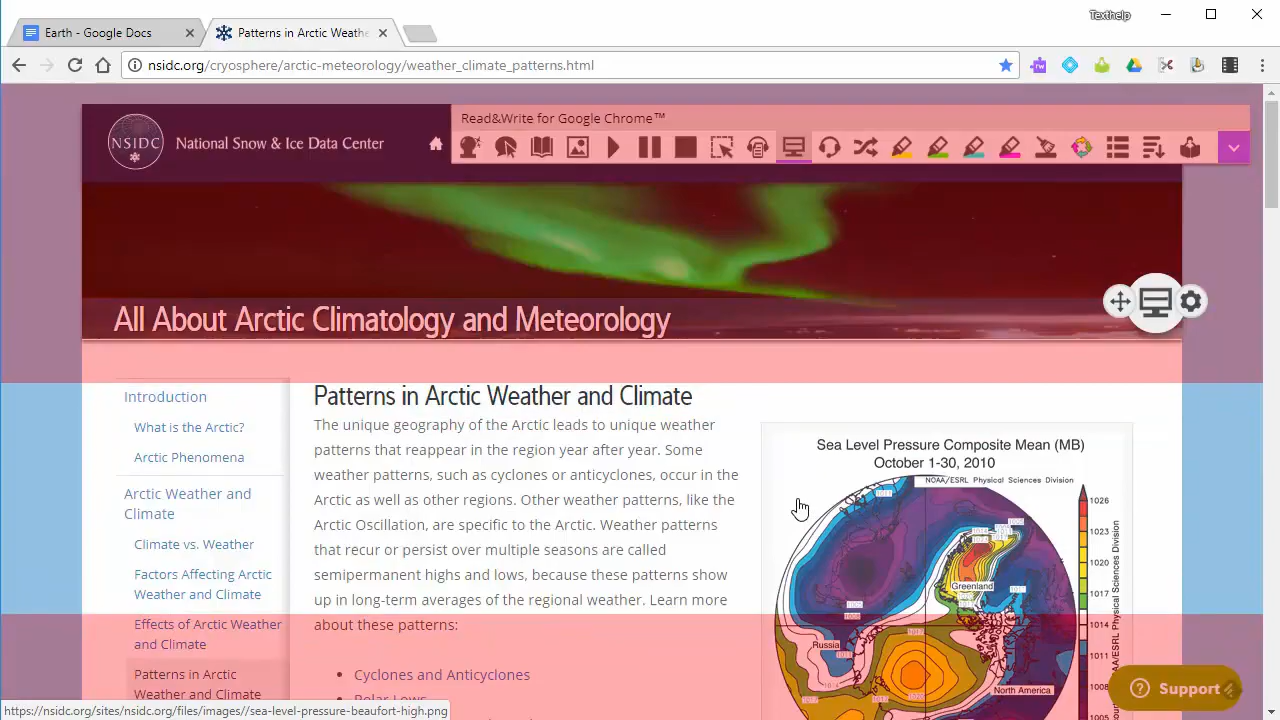 Texthelp
Earth - Google Docs
Patterns in Arctic Weathe
nsidc.org/cryosphere/arctic-meteorology/weather_climate_patterns.html
Read&Write for Google Chrome™
NSIDC
National Snow & Ice Data Center
All About Arctic Climatology and Meteorology
Introduction
What is the Arctic?
Arctic Phenomena
Arctic Weather and
Climate
Climate vs. Weather
Factors Affecting Arctic
Weather and Climate
Effects of Arctic Weather
and Climate
Patterns in Arctic
Weather and Climate
Patterns in Arctic Weather and Climate
The unique geography of the Arctic leads to unique weather
patterns that reappear in the region year after year. Some
weather patterns, such as cyclones or anticyclones, occur in the
Arctic as well as other regions. Other weather patterns, like the
Arctic Oscillation, are specific to the Arctic. Weather patterns
that recur or persist over multiple seasons are called
semipermanent highs and lows, because these patterns show
up in long-term averages of the regional weather. Learn more
about these patterns:
• Cyclones and Anticyclones
• Polar Lows
Sea Level Pressure Composite Mean (MB)
October 1-30, 2010
NOAA/ESRL Physical Sciences Division
Greenland
Russia
North America
1026
1023
1020
1017
1014
1011
1008
Support
https://nsidc.org/sites/nsidc.org/files/images//sea-level-pressure-beaufort-high.png